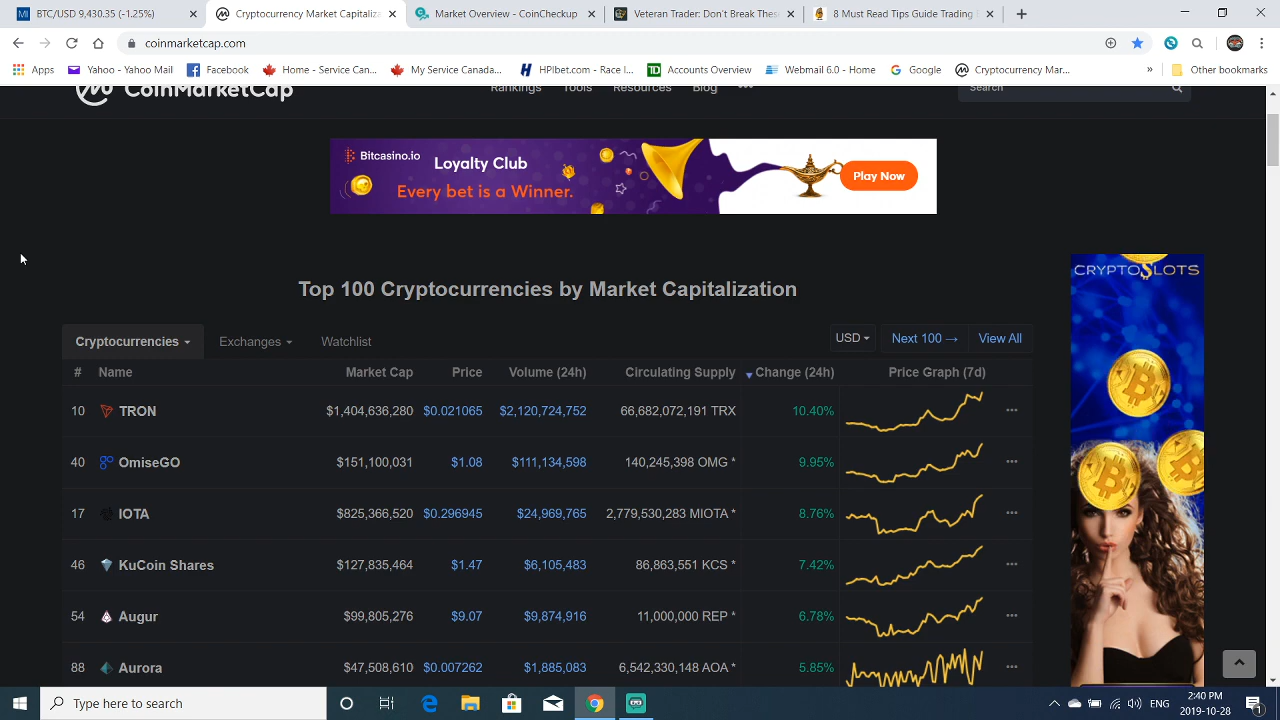 BTC/USD 9,430.35 (-1.91%)
Cryptocurrency Market Capitaliza
Portfolio Overview - CoinCheckup
Veteran Trader: Never Break Thes
8 Must Read Tips Guide Trading
coinmarketcap.com
Apps
Yahoo - Yahoo Mail
Facebook
Home - Service Can...
My Service Canada...
HPIbet.com - Race I...
Accounts Overview
Webmail 6.0 - Home
Google
Cryptocurrency Mar...
»
Other bookmarks
CoinMarketCap
Rankings
Tools
Resources
Blog
Search
Bitcasino.io
Loyalty Club
Every bet is a Winner.
Play Now
CRYPTOSLOTS
Top 100 Cryptocurrencies by Market Capitalization
Cryptocurrencies
Exchanges
Watchlist
USD
Next 100 →
View All
# Name Market Cap Price Volume (24h) Circulating Supply Change (24h) Price Graph (7d)
10 TRON $1,404,636,280 $0.021065 $2,120,724,752 66,682,072,191 TRX 10.40%
40 OmiseGO $151,100,031 $1.08 $111,134,598 140,245,398 OMG * 9.95%
17 IOTA $825,366,520 $0.296945 $24,969,765 2,779,530,283 MIOTA * 8.76%
46 KuCoin Shares $127,835,464 $1.47 $6,105,483 86,863,551 KCS * 7.42%
54 Augur $99,805,276 $9.07 $9,874,916 11,000,000 REP * 6.78%
88 Aurora $47,508,610 $0.007262 $1,885,083 6,542,330,148 AOA * 5.85%
Type here to search
ENG
2:40 PM
2019-10-28